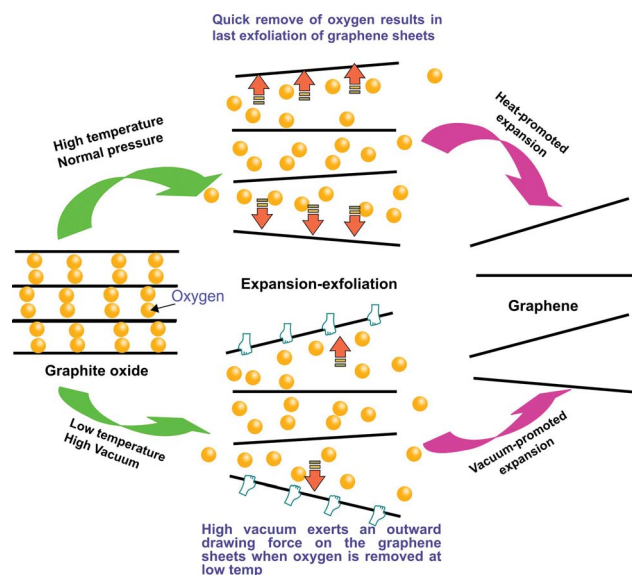 Quick remove of oxygen results in
last exfoliation of graphene sheets
High temperature
Normal pressure
Heat-promoted
expansion
Oxygen
Expansion-exfoliation
Graphene
Graphite oxide
Low temperature
High Vacuum
Vacuum-promoted
expansion
High vacuum exerts an outward
drawing force on the graphene
sheets when oxygen is removed at
low temp